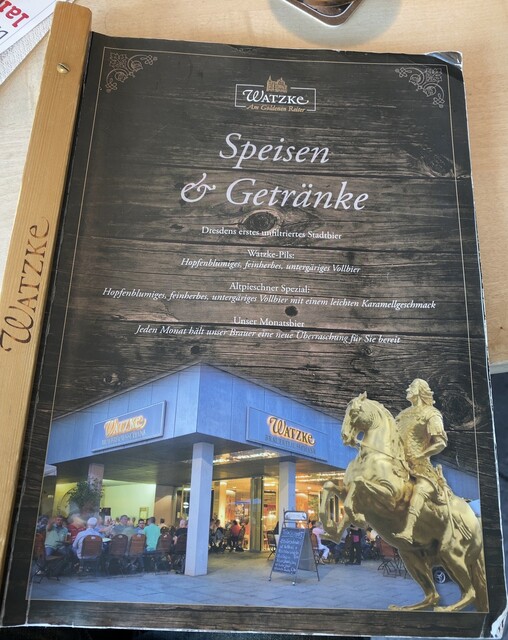 WATZKE
Am Goldenen Reiter
Speisen
& Getränke
Dresdens erstes unfiltriertes Stadtbier
Watzke-Pils:
Hopfenblumiges, feinherbes, untergäriges Vollbier
Altpieschner Spezial:
Hopfenblumiges, feinherbes, untergäriges Vollbier mit einem leichten Karamellgeschmack
Unser Monatsbier
Jeden Monat hält unser Brauer eine neue Überraschung für Sie bereit
WATZKE
WATZKE
WATZKE